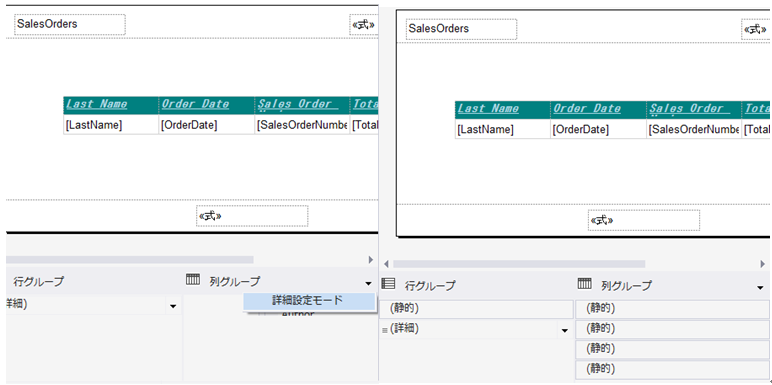 SalesOrders
«式»
Last Name Order Date Sales Order Tota
[LastName] [OrderDate] [SalesOrderNumbe [Total
«式»
行グループ 列グループ
詳細設定モード
詳細)
SalesOrders
«式»
Last Name Order Date Sales Order Tota
[LastName] [OrderDate] [SalesOrderNumbe [Total
«式»
行グループ 列グループ
(静的) (静的)
(詳細) (静的)
(静的)
(静的)